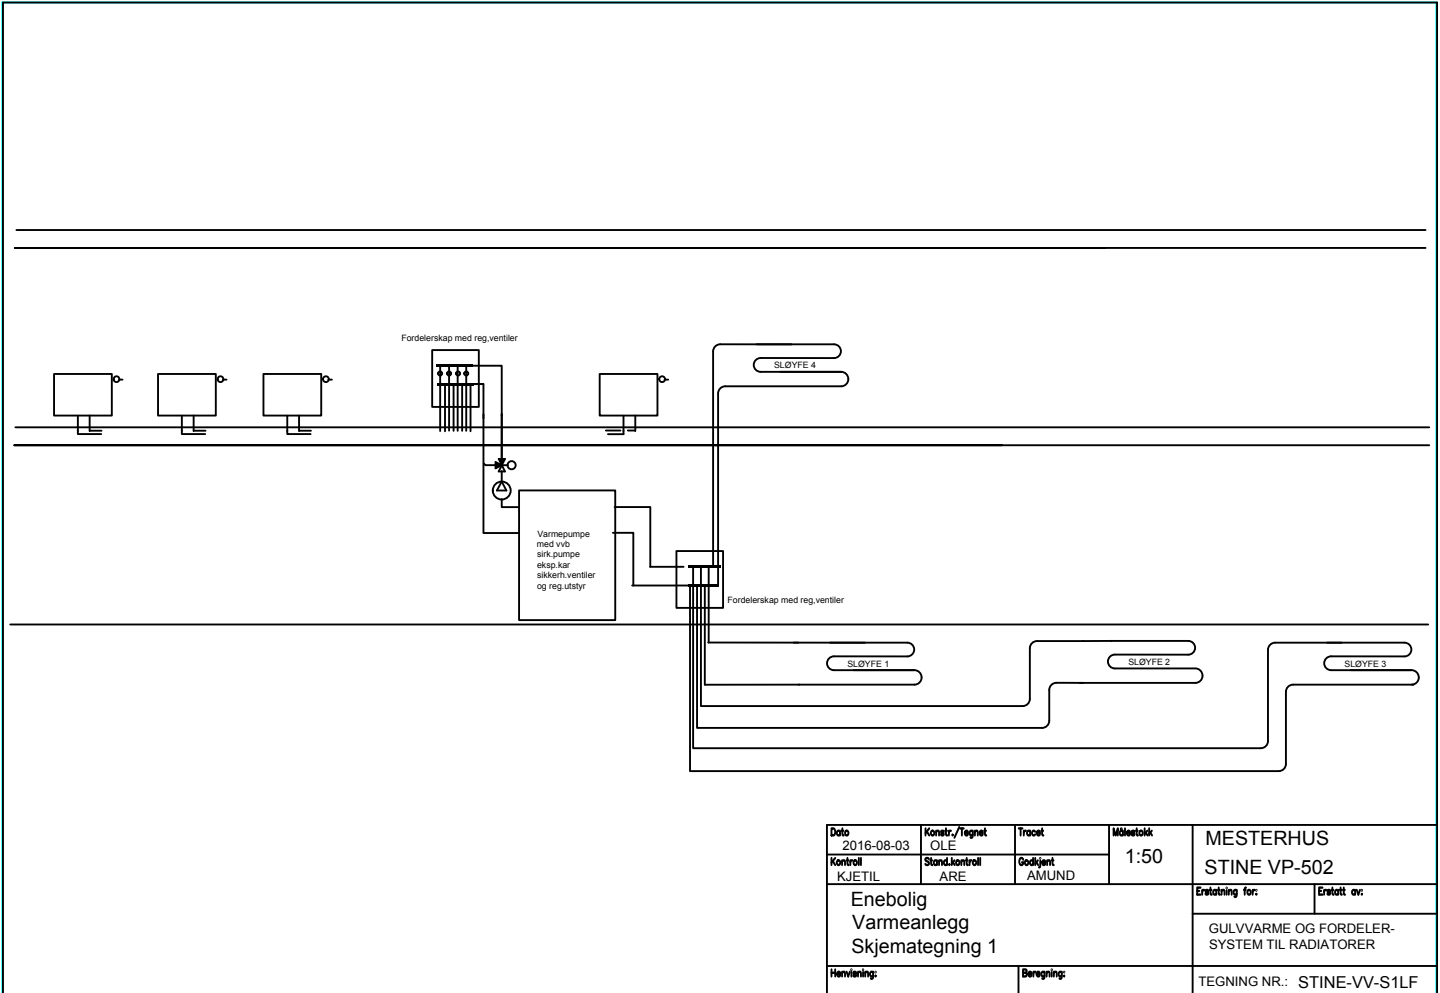 Fordelerskap med reg,ventiler
SLØYFE 4
Varmepumpe
med vvb
sirk.pumpe
eksp.kar
sikkerh.ventiler
og reg.utstyr
Fordelerskap med reg,ventiler
SLØYFE 1
SLØYFE 2
SLØYFE 3
Dato
2016-08-03
Konstr./Tegnet
OLE
Tracet
Målestokk
1:50
Kontroll
KJETIL
Stand.kontroll
ARE
Godkjent
AMUND
MESTERHUS
STINE VP-502
Enebolig
Varmeanlegg
Skjemategning 1
Erstatning for:
Erstatt av:
GULVVARME OG FORDELER-
SYSTEM TIL RADIATORER
Henvisning:
Beregning:
TEGNING NR.: STINE-VV-S1LF